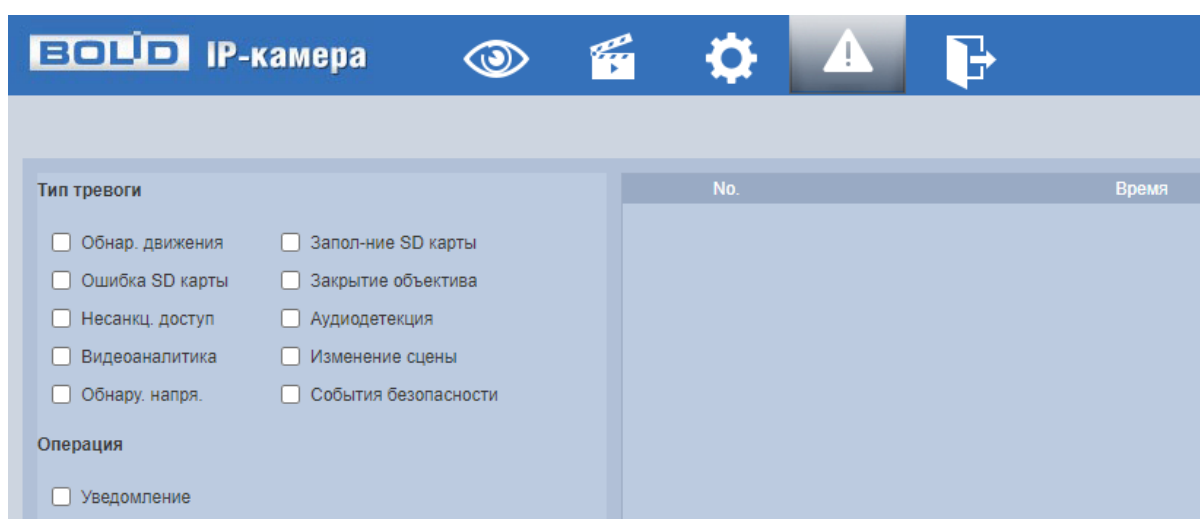 BOLID IP-камера
Тип тревоги
No. Время
Обнар. движения Запол-ние SD карты
Ошибка SD карты Закрытие объектива
Несанкц. доступ Аудиодетекция
Видеоаналитика Изменение сцены
Обнару. напря. События безопасности
Операция
Уведомление